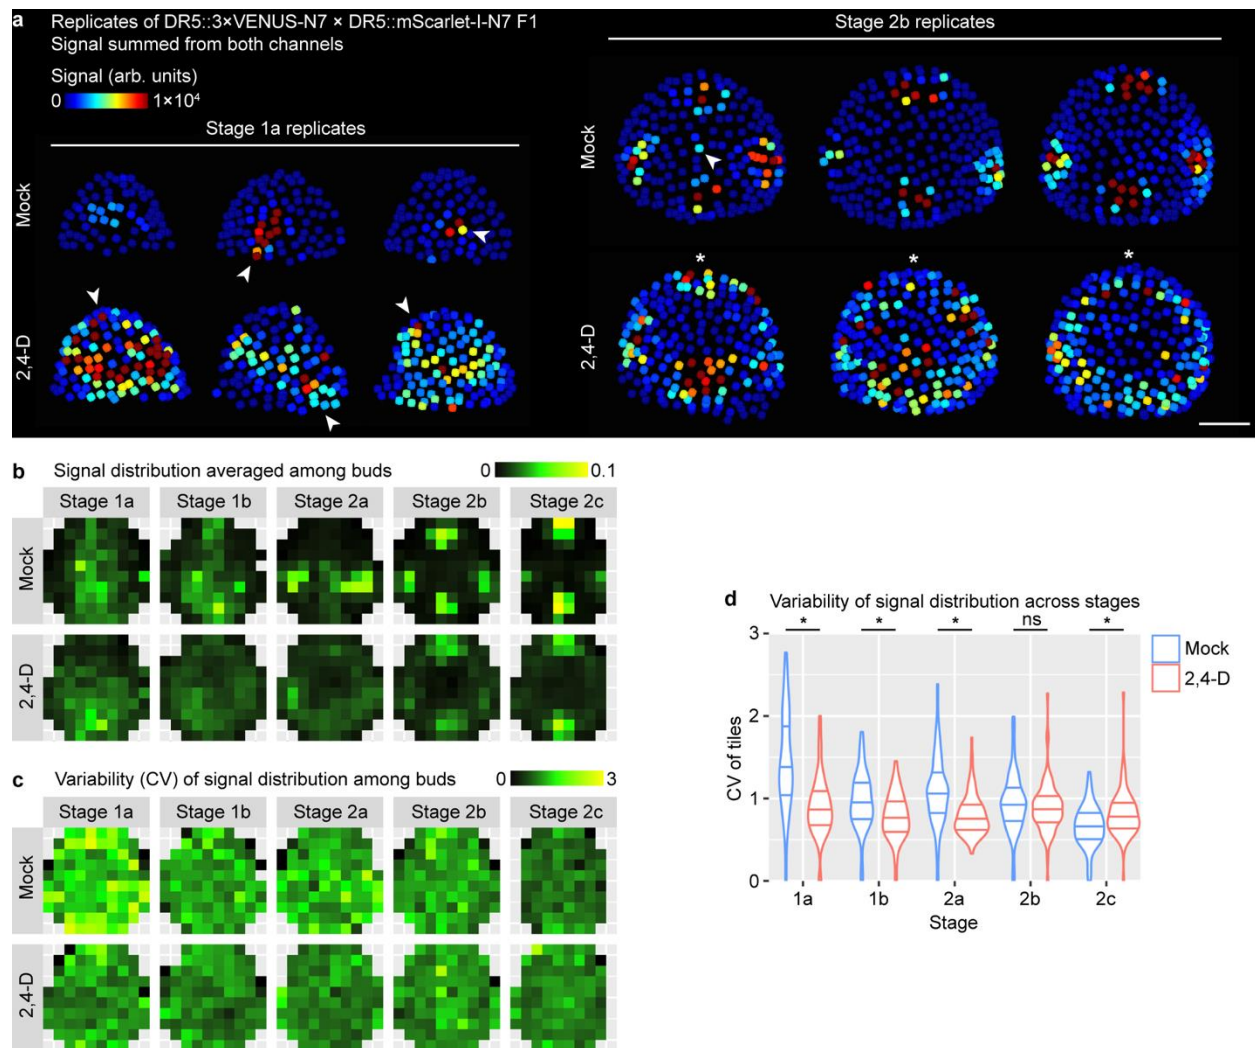 a Replicates of DR5::3×VENUS-N7 × DR5::mScarlet-I-N7 F1
Signal summed from both channels
Signal (arb. units)
0 1×10⁴
Stage 1a replicates
Mock
2,4-D
Stage 2b replicates
Mock
* * *
2,4-D
b Signal distribution averaged among buds 0 0.1
Stage 1a Stage 1b Stage 2a Stage 2b Stage 2c
Mock
2,4-D
c Variability (CV) of signal distribution among buds 0 3
Stage 1a Stage 1b Stage 2a Stage 2b Stage 2c
Mock
2,4-D
d Variability of signal distribution across stages
* * * ns *
3
2
1
0
CV of tiles
1a 1b 2a 2b 2c
Stage
Mock
2,4-D